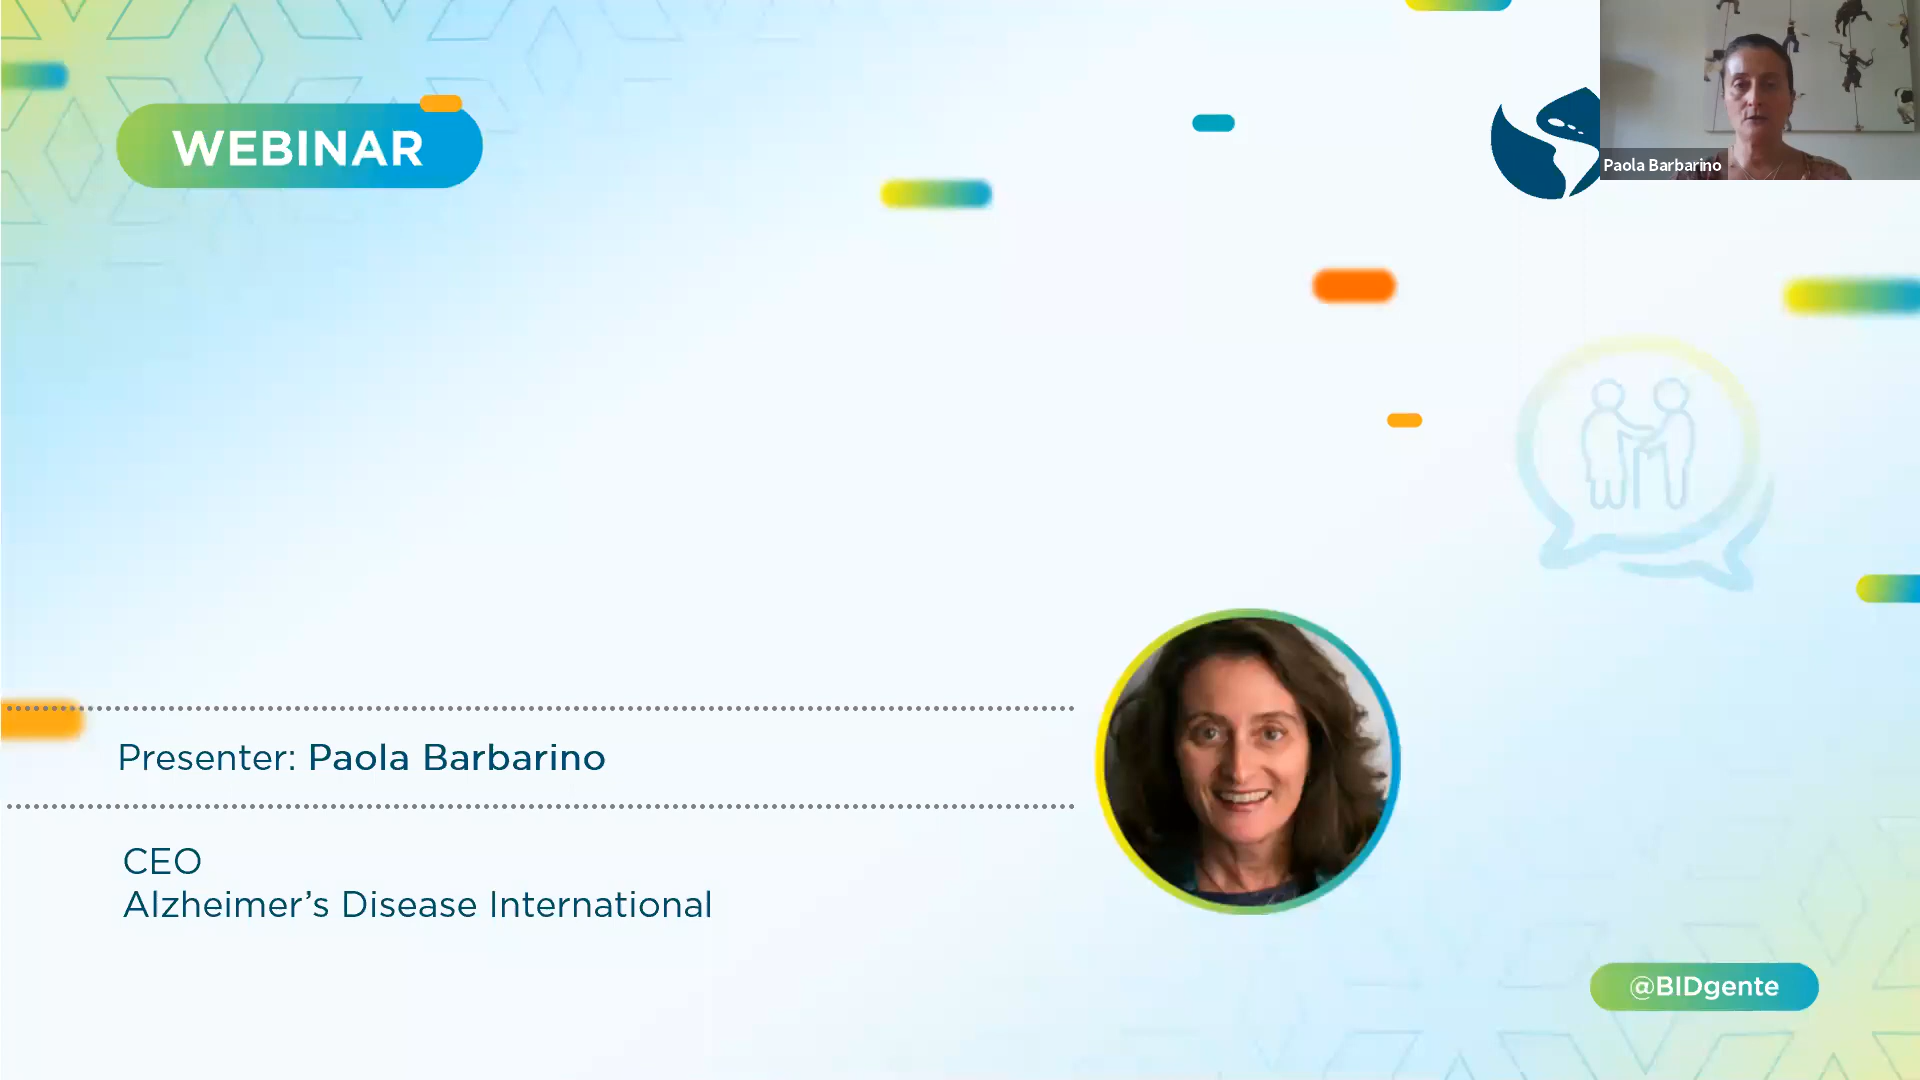 WEBINAR
Paola Barbarino
Presenter: Paola Barbarino
CEO
Alzheimer’s Disease International
@BIDgente